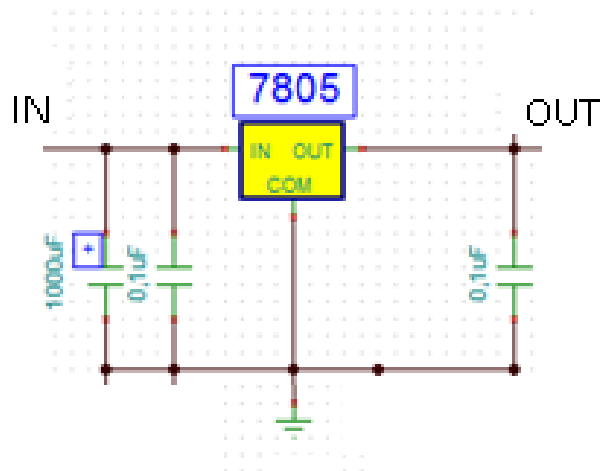 7805
IN
OUT
IN OUT
COM
1000uF
+
0,1uF
0,1uF